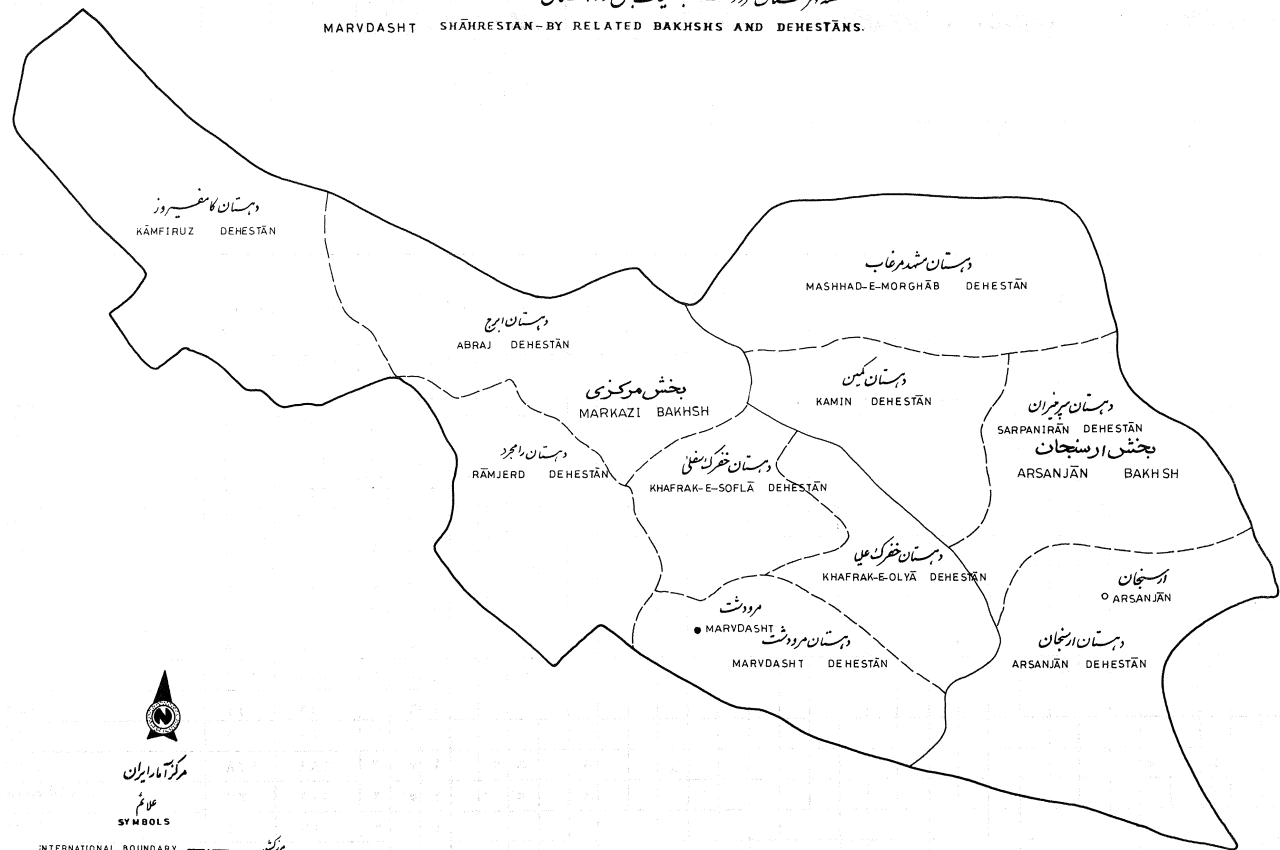 MARVDASHT SHĀHRESTAN-BY RELATED BAKHSHS AND DEHESTĀNS.
دهستان کامفیروز
KĀMFIRUZ DEHESTĀN
دهستان مشهد مرغاب
MASHHAD-E-MORGHĀB DEHESTĀN
دهستان ابرج
ABRAJ DEHESTĀN
دهستان کمین
KAMIN DEHESTĀN
بخش مرکزی
MARKAZI BAKHSH
دهستان سرپنیران
SARPANIRĀN DEHESTĀN
بخش ارسنجان
ARSANJĀN BAKHSH
دهستان رامجرد
RĀMJERD DEHESTĀN
دهستان خفرک سفلی
KHAFRAK-E-SOFLĀ DEHESTĀN
دهستان خفرک علیا
KHAFRAK-E-OLYĀ DEHESTĀN
ارسنجان
ARSANJĀN
مرودشت
MARVDASHT
دهستان مرودشت
MARVDASHT DEHESTĀN
دهستان ارسنجان
ARSANJĀN DEHESTĀN
مرکز آمار ایران
علائم
SYMBOLS
INTERNATIONAL BOUNDARY